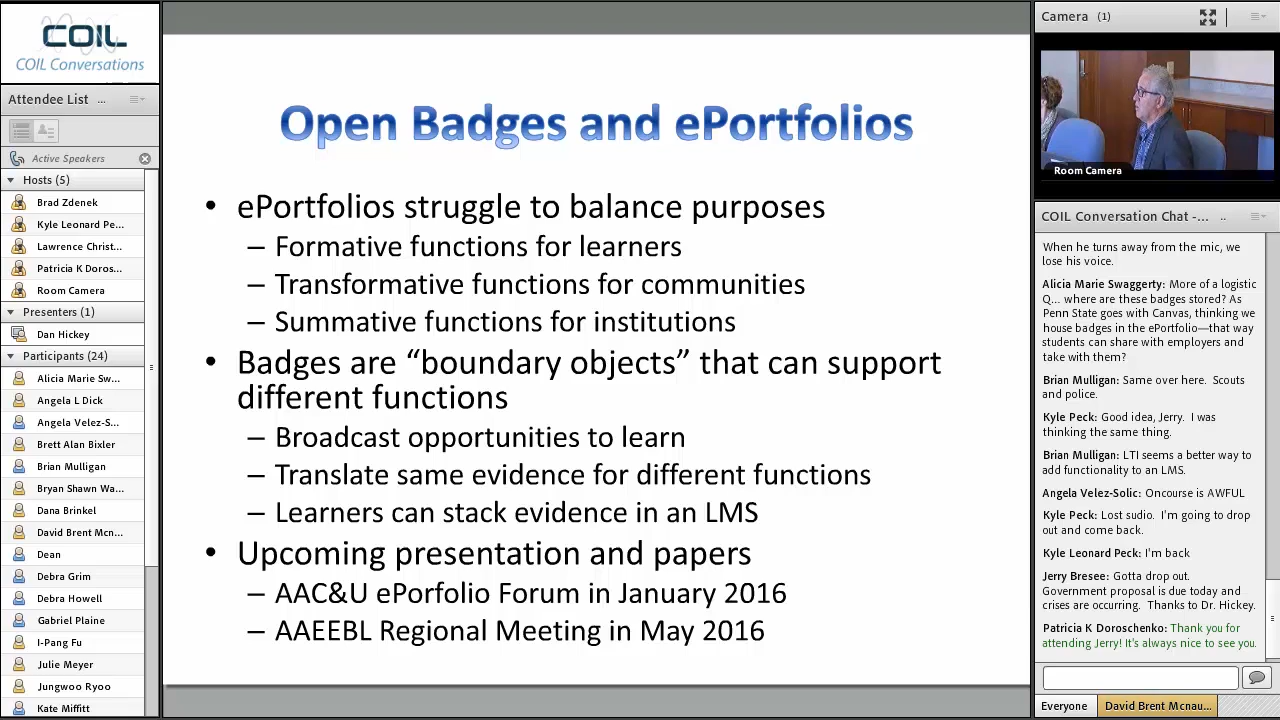 COIL
COIL Conversations
Attendee List ...
Active Speakers
Hosts (5)
Brad Zdenek
Kyle Leonard Pe...
Lawrence Christ...
Patricia K Doros...
Room Camera
Presenters (1)
Dan Hickey
Participants (24)
Alicia Marie Sw...
Angela L Dick
Angela Velez-S...
Brett Alan Bixler
Brian Mulligan
Bryan Shawn Wa...
Dana Brinkel
David Brent Mcn...
Dean
Debra Grim
Debra Howell
Gabriel Plaine
I-Pang Fu
Julie Meyer
Jungwoo Ryoo
Kate Miffitt
Open Badges and ePortfolios
• ePortfolios struggle to balance purposes
– Formative functions for learners
– Transformative functions for communities
– Summative functions for institutions
• Badges are “boundary objects” that can support
different functions
– Broadcast opportunities to learn
– Translate same evidence for different functions
– Learners can stack evidence in an LMS
• Upcoming presentation and papers
– AAC&U ePorfolio Forum in January 2016
– AAEEBL Regional Meeting in May 2016
Camera (1)
Room Camera
COIL Conversation Chat -... ..
When he turns away from the mic, we
lose his voice.
Alicia Marie Swaggerty: More of a logistic
Q... where are these badges stored? As
Penn State goes with Canvas, thinking we
house badges in the ePortfolio—that way
students can share with employers and
take with them?
Brian Mulligan: Same over here. Scouts
and police.
Kyle Peck: Good idea, Jerry. I was
thinking the same thing.
Brian Mulligan: LTI seems a better way to
add functionality to an LMS.
Angela Velez-Solic: Oncourse is AWFUL
Kyle Peck: Lost sudio. I'm going to drop
out and come back.
Kyle Leonard Peck: I'm back
Jerry Bresee: Gotta drop out.
Government proposal is due today and
crises are occurring. Thanks to Dr. Hickey.
Patricia K Doroschenko: Thank you for
attending Jerry! It's always nice to see you.
Everyone
David Brent Mcnau...